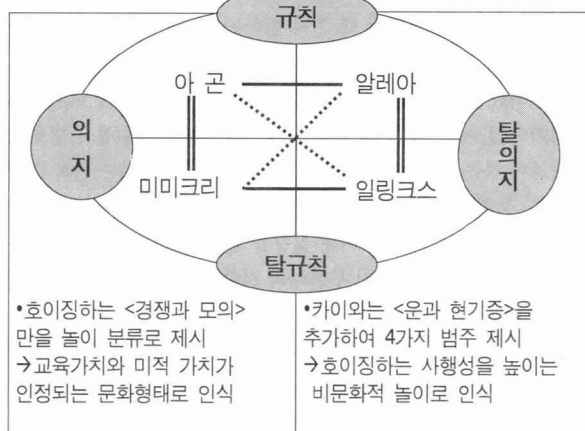 규칙
아 곤
알레아
의
지
탈
의
지
미미크리
일링크스
탈규칙
•호이징하는 <경쟁과 모의>
만을 놀이 분류로 제시
→교육가치와 미적 가치가
인정되는 문화형태로 인식
•카이와는 <운과 현기증>을
추가하여 4가지 범주 제시
→호이징하는 사행성을 높이는
비문화적 놀이로 인식